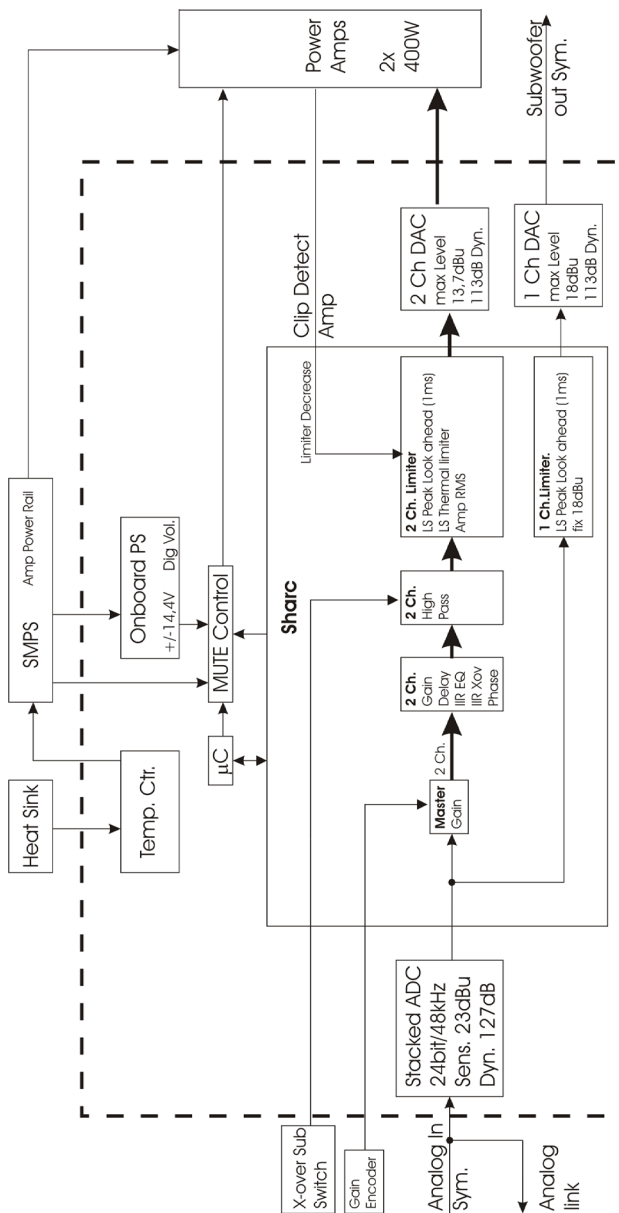 Heat Sink
Temp. Ctr.
SMPS
Amp Power Rail
Onboard PS
+/-14,4V Dig Vol.
µC
MUTE Control
Power
Amps
2x
400W
X-over Sub
Switch
Gain
Encoder
Analog In
Sym.
Analog
link
Stacked ADC
24bit/48kHz
Sens. 23dBu
Dyn. 127dB
Sharc
Master
Gain
2 Ch.
2 Ch.
Gain
Delay
IIR EQ
IIR Xov
Phase
2 Ch.
High
Pass
Limiter Decrease
2 Ch. Limiter
LS Peak Look ahead (1ms)
LS Thermal limiter
Amp RMS
1 Ch.Limiter.
LS Peak Look ahead (1ms)
fix 18dBu
Clip Detect
Amp
2 Ch DAC
max Level
13,7dBu
113dB Dyn.
1 Ch DAC
max Level
18dBu
113dB Dyn.
Subwoofer
out Sym.